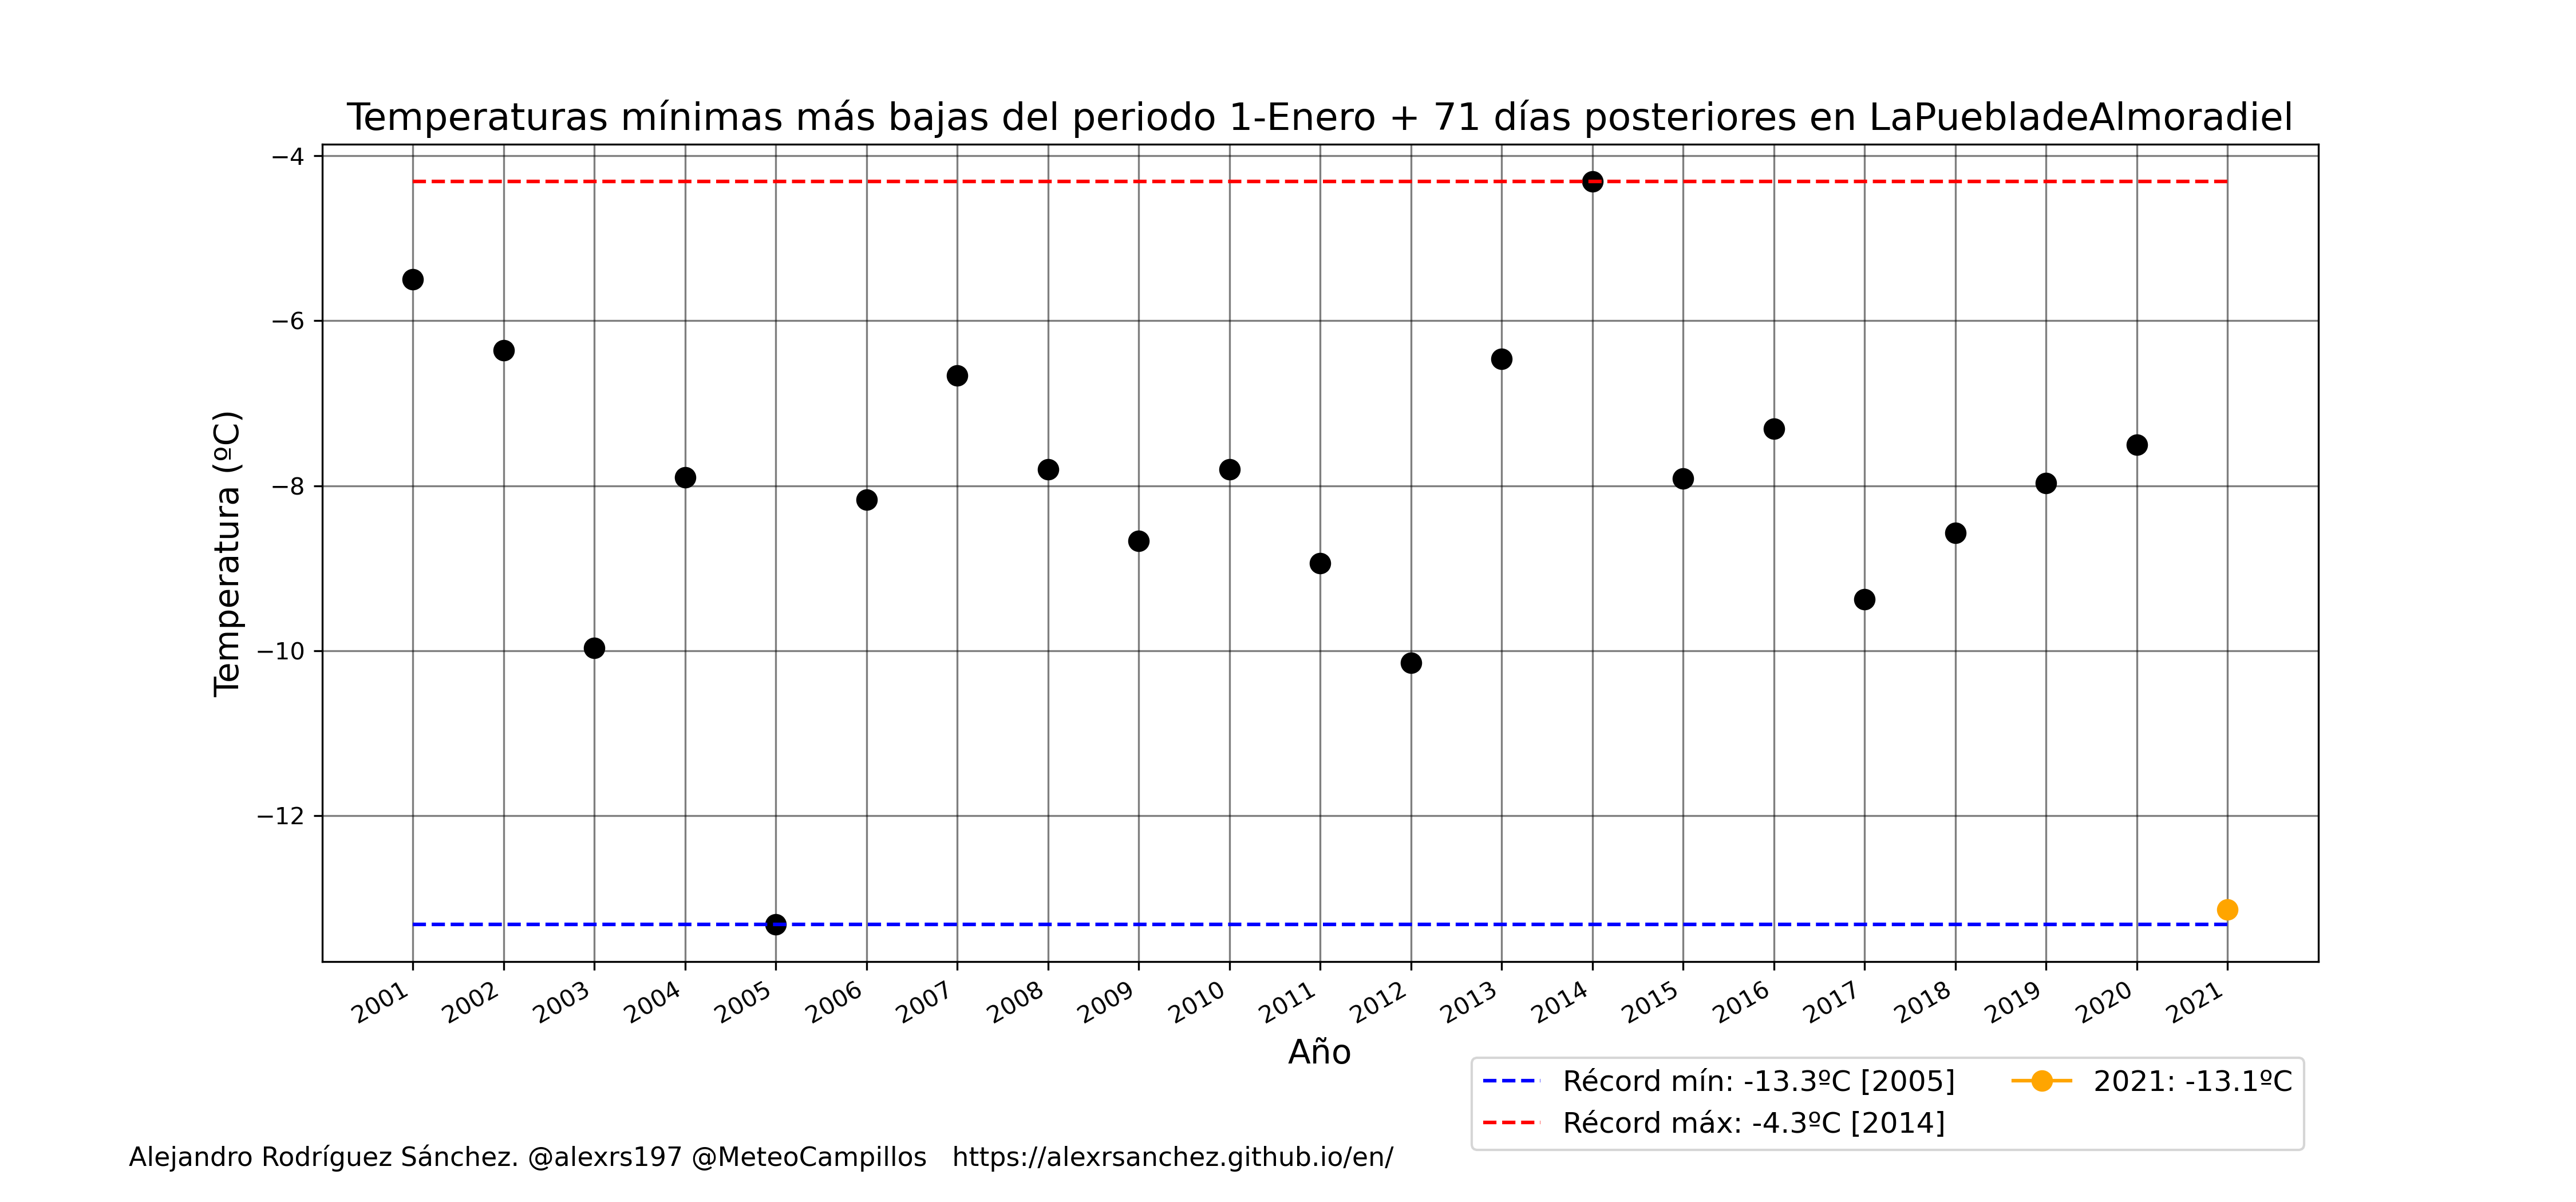 Temperaturas mínimas más bajas del periodo 1-Enero + 71 días posteriores en LaPuebladeAlmoradiel
Temperatura (ºC)
−4
−6
−8
−10
−12
2001 2002 2003 2004 2005 2006 2007 2008 2009 2010 2011 2012 2013 2014 2015 2016 2017 2018 2019 2020 2021
Año
Récord mín: -13.3ºC [2005]
Récord máx: -4.3ºC [2014]
2021: -13.1ºC
Alejandro Rodríguez Sánchez. @alexrs197 @MeteoCampillos https://alexrsanchez.github.io/en/